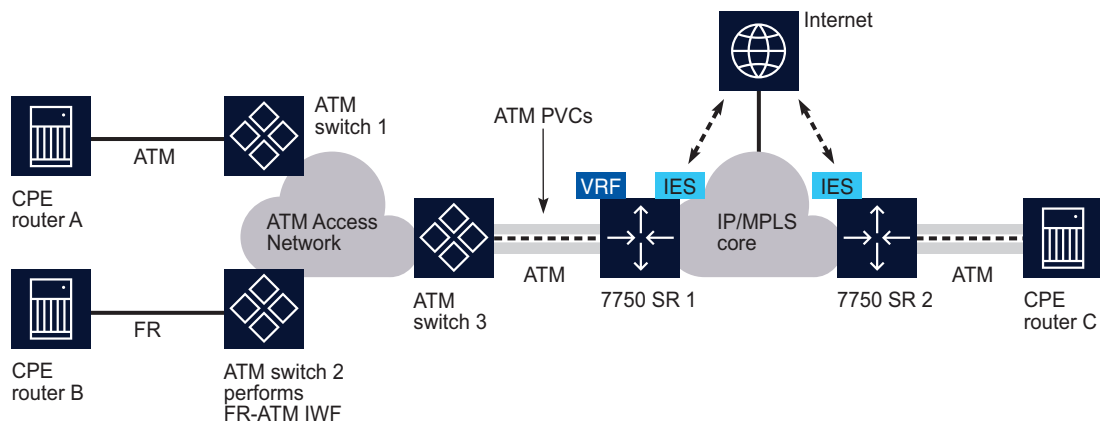 Internet
ATM
switch 1
ATM PVCs
ATM
VRF
IES
IES
CPE
router A
ATM Access
Network
IP/MPLS
core
ATM
ATM
FR
ATM
switch 3
7750 SR 1
7750 SR 2
CPE
router C
CPE
router B
ATM switch 2
performs
FR-ATM IWF